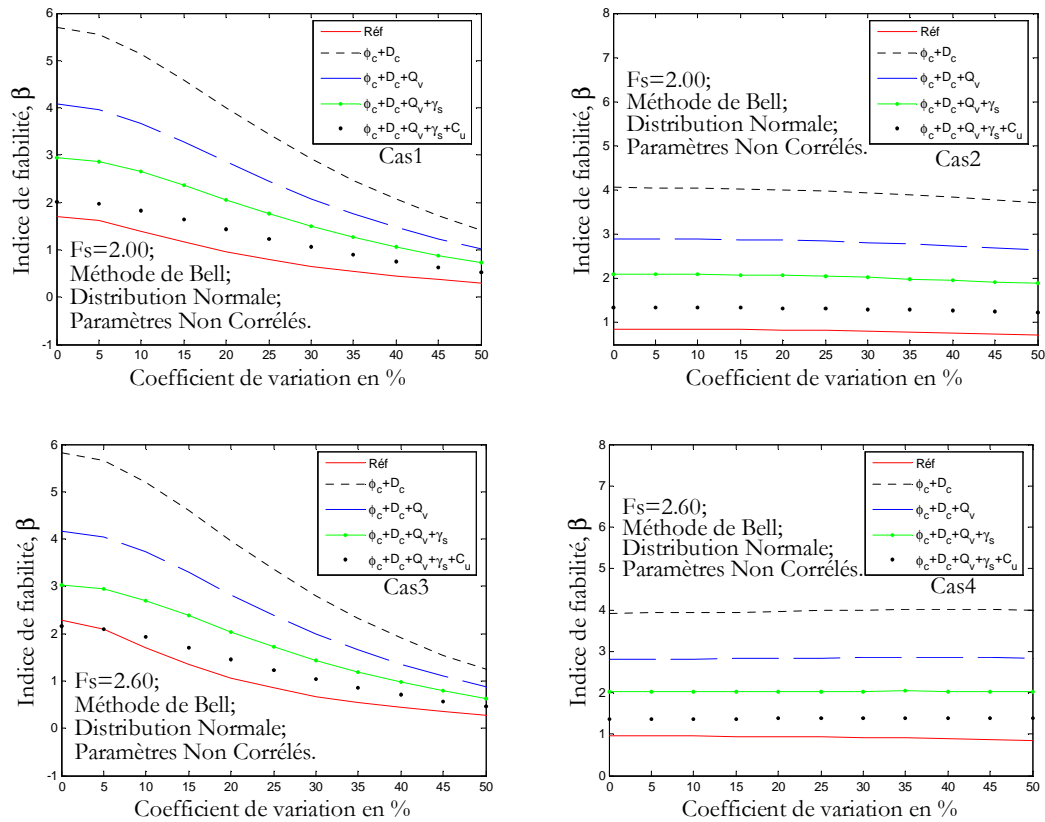 Indice de fiabilité, β
6
5
4
3
2
1
0
-1
Réf
ϕc+Dc
ϕc+Dc+Qv
ϕc+Dc+Qv+γs
ϕc+Dc+Qv+γs+Cu
Cas1
Fs=2.00;
Méthode de Bell;
Distribution Normale;
Paramètres Non Corrélés.
0 5 10 15 20 25 30 35 40 45 50
Coefficient de variation en %
Indice de fiabilité, β
8
7
6
5
4
3
2
1
Fs=2.00;
Méthode de Bell;
Distribution Normale;
Paramètres Non Corrélés.
Réf
ϕc+Dc
ϕc+Dc+Qv
ϕc+Dc+Qv+γs
ϕc+Dc+Qv+γs+Cu
Cas2
0 5 10 15 20 25 30 35 40 45 50
Coefficient de variation en %
Indice de fiabilité, β
6
5
4
3
2
1
0
-1
Réf
ϕc+Dc
ϕc+Dc+Qv
ϕc+Dc+Qv+γs
ϕc+Dc+Qv+γs+Cu
Cas3
Fs=2.60;
Méthode de Bell;
Distribution Normale;
Paramètres Non Corrélés.
0 5 10 15 20 25 30 35 40 45 50
Coefficient de variation en %
Indice de fiabilité, β
8
7
6
5
4
3
2
1
0
Fs=2.60;
Méthode de Bell;
Distribution Normale;
Paramètres Non Corrélés.
Réf
ϕc+Dc
ϕc+Dc+Qv
ϕc+Dc+Qv+γs
ϕc+Dc+Qv+γs+Cu
Cas4
0 5 10 15 20 25 30 35 40 45 50
Coefficient de variation en %